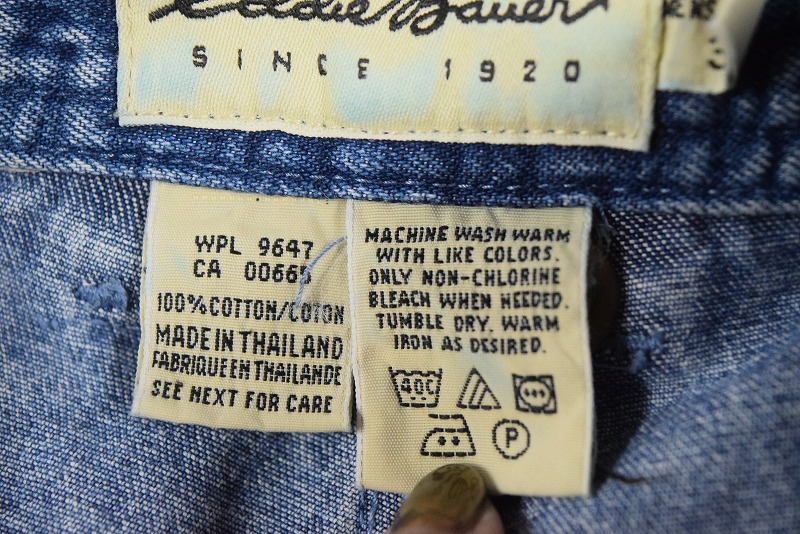 Eddie Bauer
SINCE 1920
WPL 9647
CA 00665
100%COTTON/COTON
MADE IN THAILAND
FABRIQUE EN THAILANDE
SEE NEXT FOR CARE
MACHINE WASH WARM
WITH LIKE COLORS.
ONLY NON-CHLORINE
BLEACH WHEN NEEDED.
TUMBLE DRY. WARM
IRON AS DESIRED.
40C
P